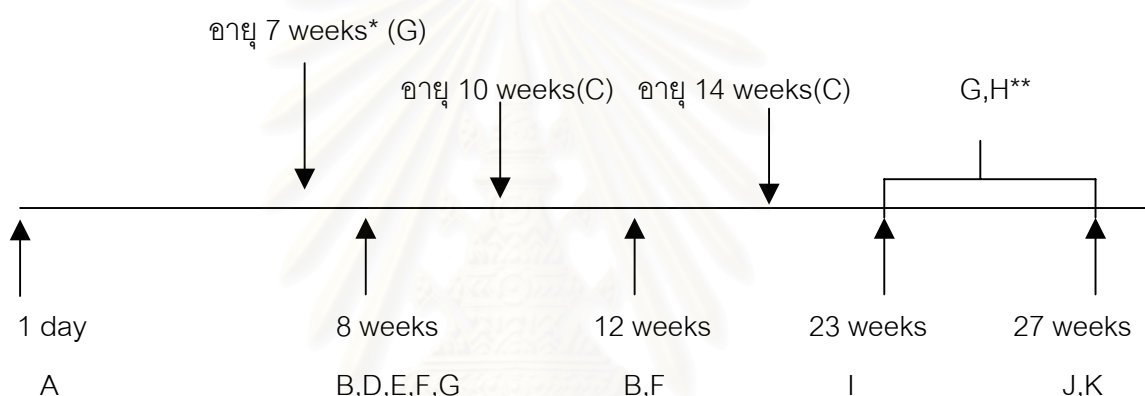 อายุ 7 weeks* (G)
อายุ 10 weeks(C) อายุ 14 weeks(C) G,H**
1 day 8 weeks 12 weeks 23 weeks 27 weeks
A B,D,E,F,G B,F I J,K